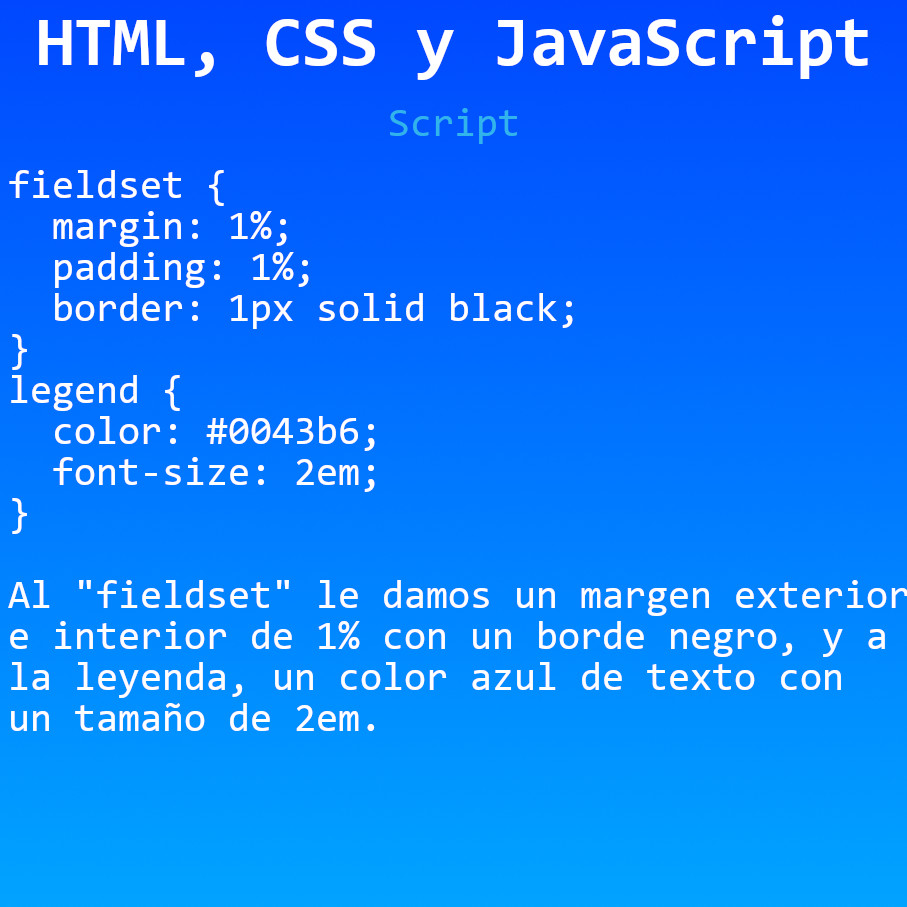 HTML, CSS y JavaScript
Script
fieldset {
  margin: 1%;
  padding: 1%;
  border: 1px solid black;
}
legend {
  color: #0043b6;
  font-size: 2em;
}

Al "fieldset" le damos un margen exterior
e interior de 1% con un borde negro, y a
la leyenda, un color azul de texto con
un tamaño de 2em.